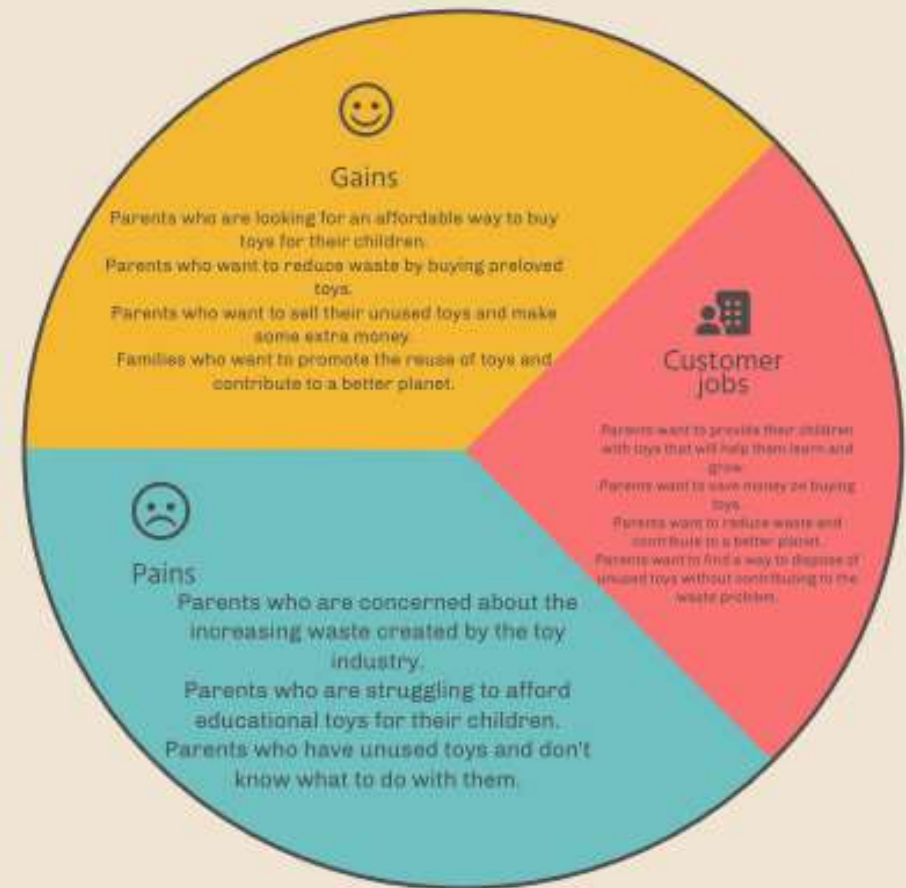 Gains
Parents who are looking for an affordable way to buy
toys for their children.
Parents who want to reduce waste by buying preloved
toys.
Parents who want to sell their unused toys and make
some extra money.
Families who want to promote the reuse of toys and
contribute to a better planet.
Customer
jobs
Parents want to provide their children
with toys that will help them learn and
grow.
Parents want to save money on buying
toys.
Parents want to reduce waste and
contribute to a better planet.
Parents want to find a way to dispose of
unused toys without contributing to the
waste problem.
Pains
Parents who are concerned about the
increasing waste created by the toy
industry.
Parents who are struggling to afford
educational toys for their children.
Parents who have unused toys and don't
know what to do with them.